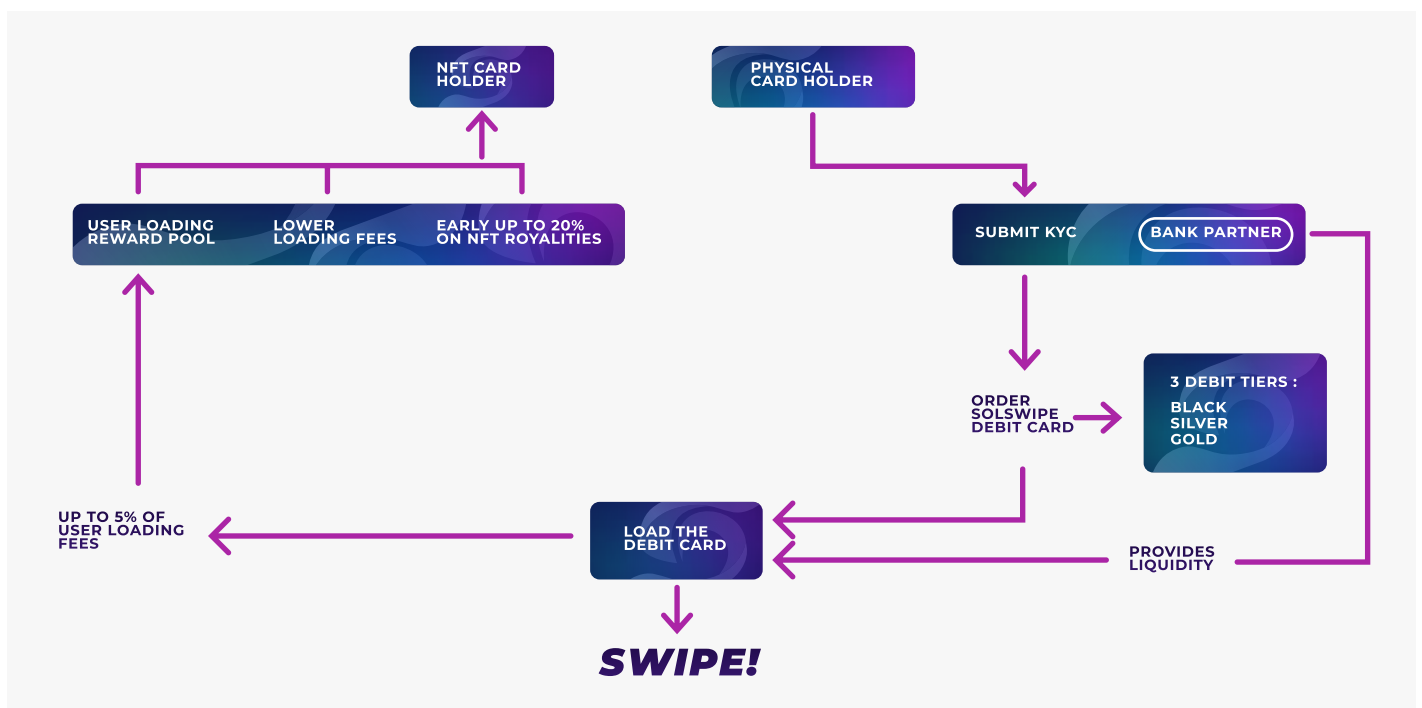 NFT CARD
HOLDER
PHYSICAL
CARD HOLDER
USER LOADING
REWARD POOL
LOWER
LOADING FEES
EARLY UP TO 20%
ON NFT ROYALITIES
SUBMIT KYC
BANK PARTNER
ORDER
SOLSWIPE
DEBIT CARD
3 DEBIT TIERS :
BLACK
SILVER
GOLD
UP TO 5% OF
USER LOADING
FEES
LOAD THE
DEBIT CARD
PROVIDES
LIQUIDITY
SWIPE!